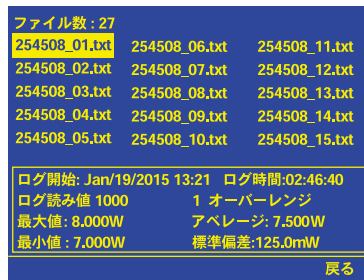 ファイル数 : 27
254508_01.txt 254508_06.txt 254508_11.txt
254508_02.txt 254508_07.txt 254508_12.txt
254508_03.txt 254508_08.txt 254508_13.txt
254508_04.txt 254508_09.txt 254508_14.txt
254508_05.txt 254508_10.txt 254508_15.txt
ログ開始: Jan/19/2015 13:21 ログ時間:02:46:40
ログ読み値 1000 1 オーバーレンジ
最大値: 8.000W アベレージ: 7.500W
最小値 : 7.000W 標準偏差:125.0mW
戻る